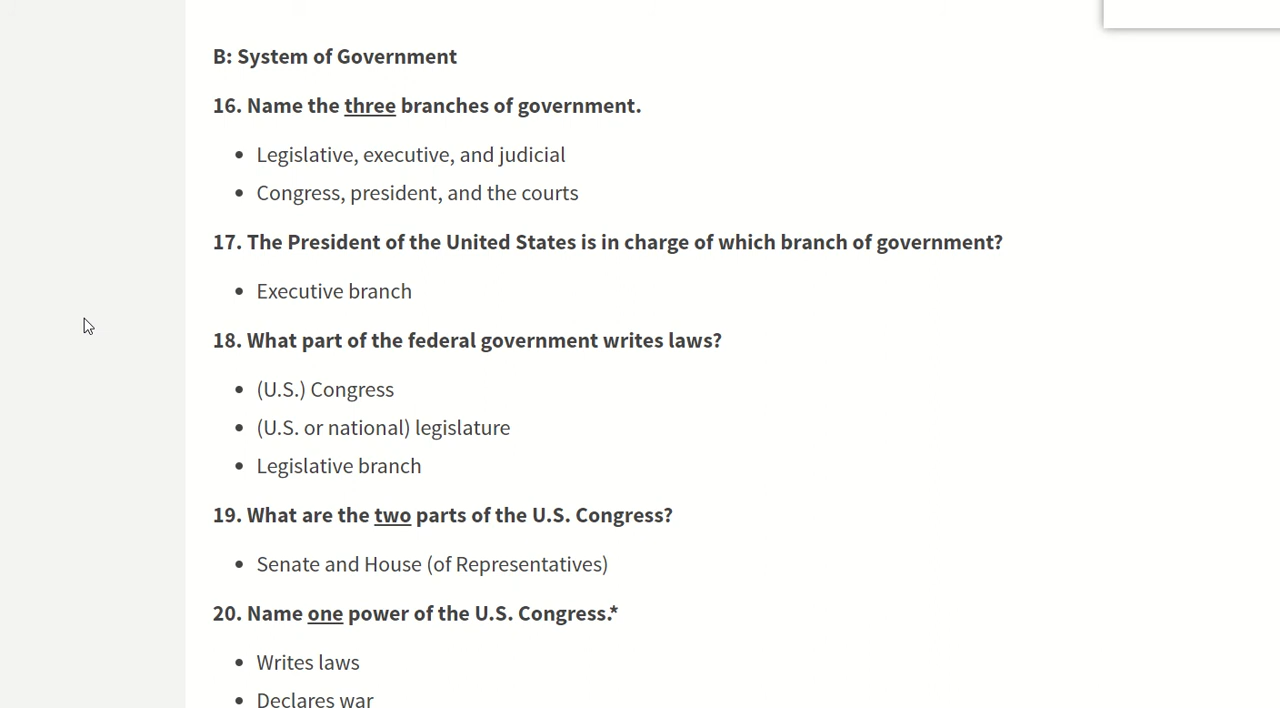 B: System of Government
16. Name the three branches of government.
• Legislative, executive, and judicial
• Congress, president, and the courts
17. The President of the United States is in charge of which branch of government?
• Executive branch
18. What part of the federal government writes laws?
• (U.S.) Congress
• (U.S. or national) legislature
• Legislative branch
19. What are the two parts of the U.S. Congress?
• Senate and House (of Representatives)
20. Name one power of the U.S. Congress.*
• Writes laws
• Declares war